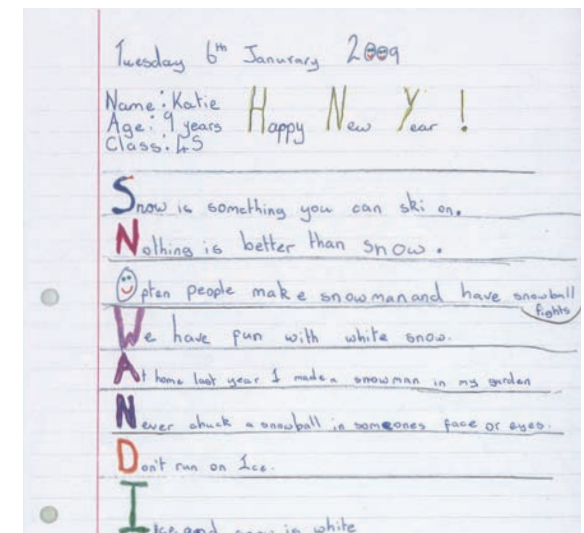 Tuesday 6th Janurary 2009
Name: Katie
Age: 9 years
Class: 4S
Happy New Year!
Snow is something you can ski on.
Nothing is better than snow.
Often people make snowman and have snowball
fights
We have fun with white snow.
At home last year I made a snowman in my garden
Never chuck a snowball in someones face or eyes.
Don't run on Ice.
Ice and snow is white